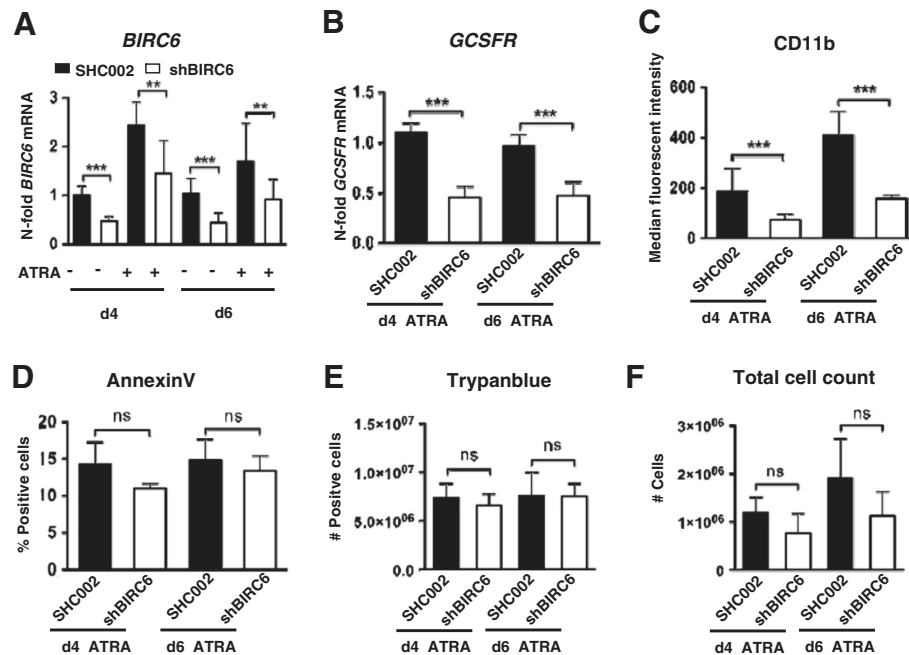 A
BIRC6
SHC002 shBIRC6
N-fold BIRC6 mRNA
3
2
1
0
*** ** *** **
ATRA - - + + - - + +
d4 d6
B
GCSFR
N-fold GCSFR mRNA
1.5
1.0
0.5
0.0
*** ***
SHC002 shBIRC6 SHC002 shBIRC6
d4 ATRA d6 ATRA
C
CD11b
Median fluorescent intensity
600
400
200
0
*** ***
SHC002 shBIRC6 SHC002 shBIRC6
d4 ATRA d6 ATRA
D
AnnexinV
% Positive cells
20
15
10
5
0
ns ns
SHC002 shBIRC6 SHC002 shBIRC6
d4 ATRA d6 ATRA
E
Trypanblue
# Positve cells
1.5×10⁰⁷
1.0×10⁰⁷
5.0×10⁰⁶
0.0
ns ns
SHC002 shBIRC6 SHC002 shBIRC6
d4 ATRA d6 ATRA
F
Total cell count
# Cells
3×10⁰⁶
2×10⁰⁶
1×10⁰⁶
0
ns ns
SHC002 shBIRC6 SHC002 shBIRC6
d4 ATRA d6 ATRA